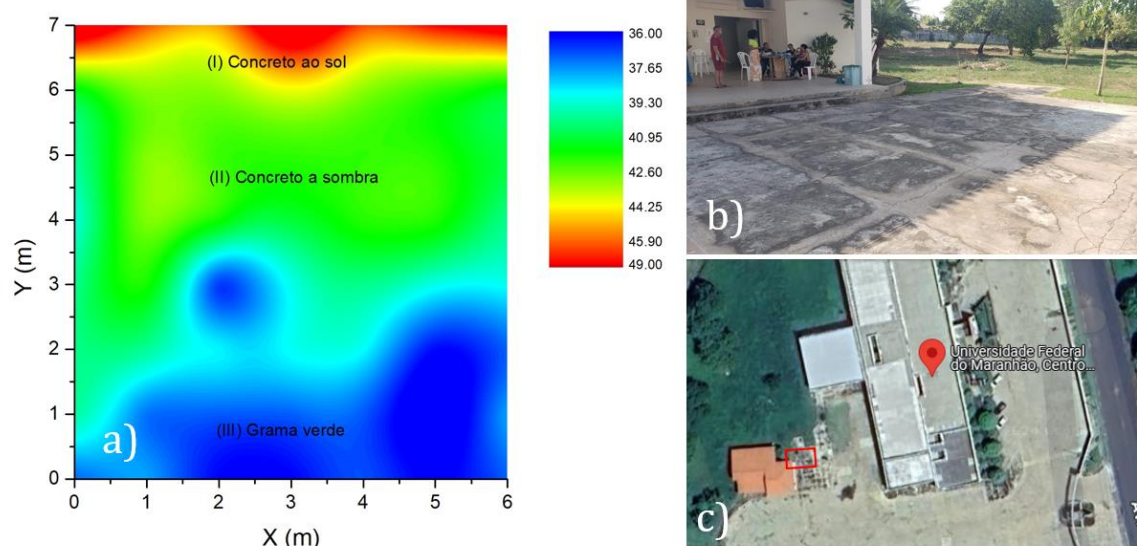 7
6
5
4
3
2
1
0
Y (m)
(I) Concreto ao sol
(II) Concreto a sombra
(III) Grama verde
a)
0 1 2 3 4 5 6
X (m)
36.00
37.65
39.30
40.95
42.60
44.25
45.90
49.00
b)
Universidade Federal
do Maranhão, Centro...
c)